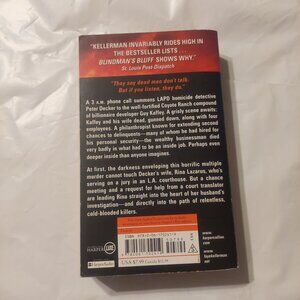 "KELLERMAN INVARIABLY RIDES HIGH IN
THE BESTSELLER LISTS . . .
BLINDMAN'S BLUFF SHOWS WHY."
St. Louis Post-Dispatch
"They say dead men don't talk.
But if you listen, they do."
A 3 A.M. phone call summons LAPD homicide detective
Peter Decker to the well-fortified Coyote Ranch compound
of billionaire developer Guy Kaffey. A grisly scene awaits:
Kaffey and his wife dead, gunned down, along with four
employees. A philanthropist known for extending second
chances to delinquents—many of whom he had hired for
his personal security—the wealthy businessman died
very badly in what had to be an inside job. Perhaps even
deeper inside than anyone imagines.
At first, the darkness enveloping this horrific multiple
murder cannot touch Decker's wife, Rina Lazarus, who's
serving on a jury in an L.A. courthouse. But a chance
meeting and a request for help from a court translator
are leading Rina straight into the heart of her husband's
investigation—and directly into the path of relentless,
cold-blooded killers.
HARPER
LUXE
HarperAudio
ISBN
USA $7.99